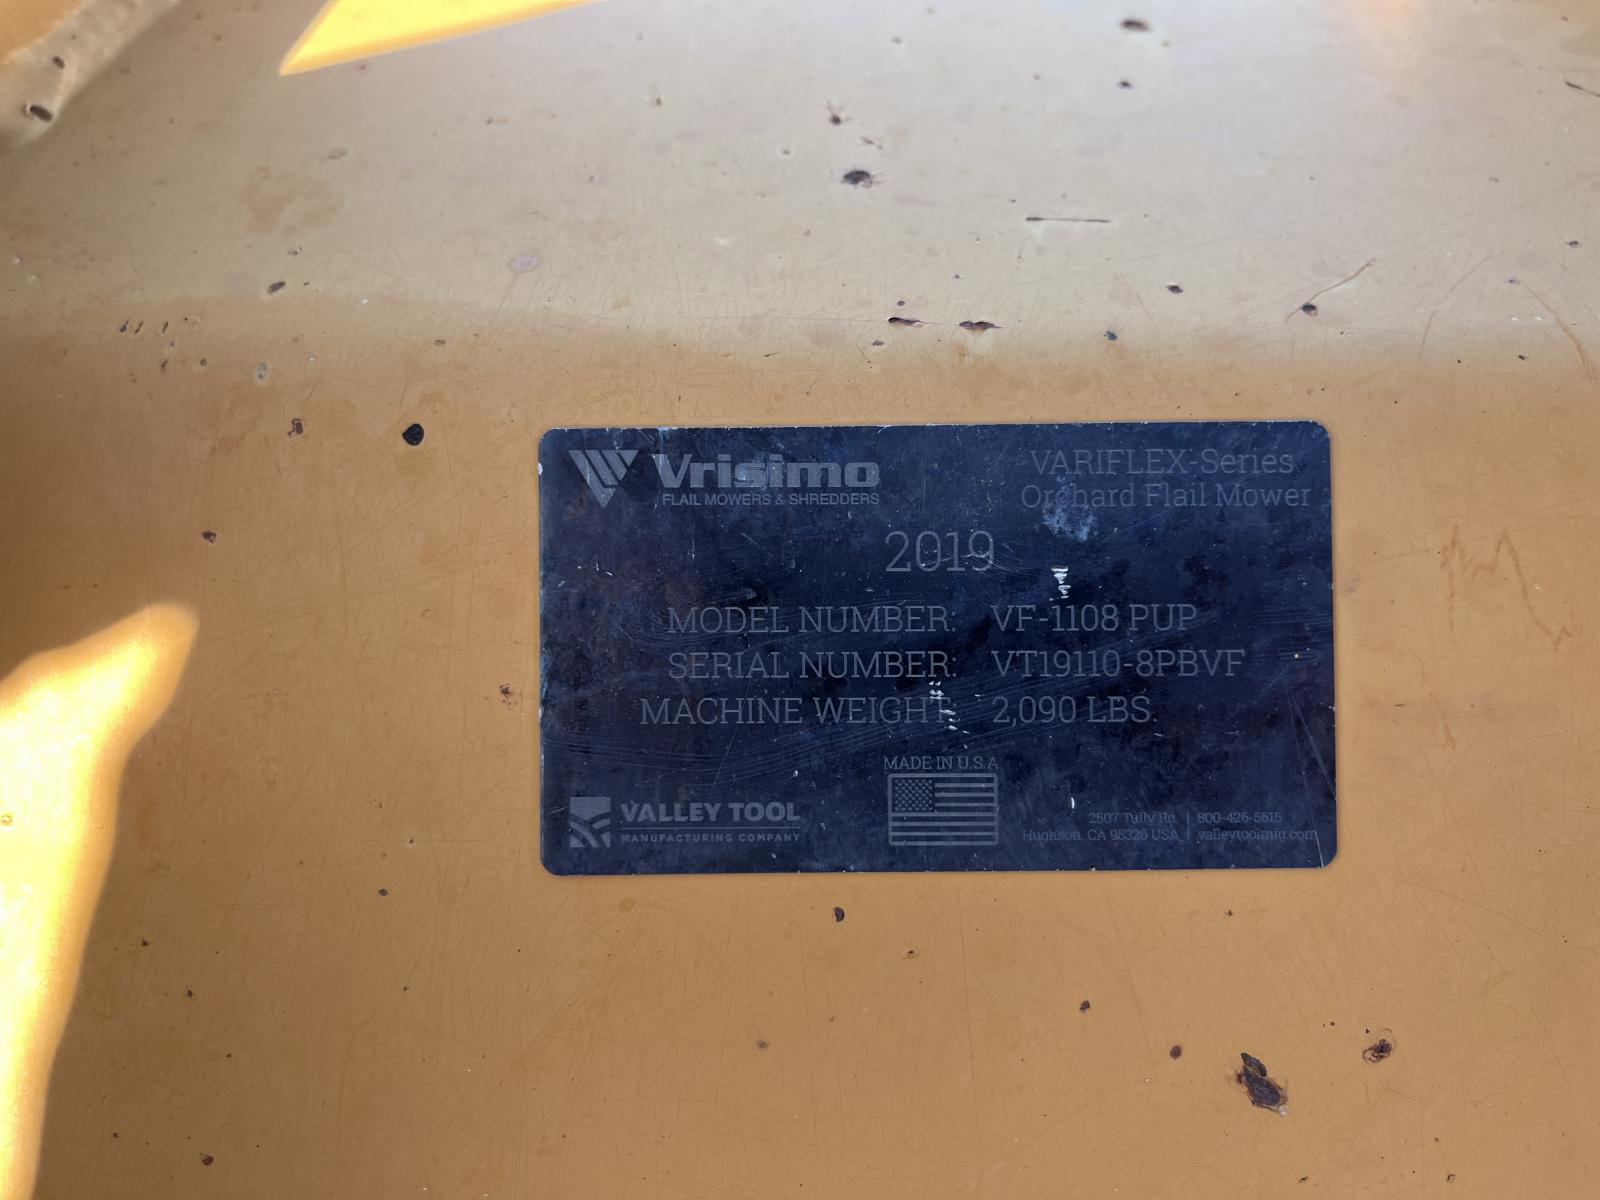 Vrisimo
FLAIL MOWERS & SHREDDERS
VARIFLEX-Series
Orchard Flail Mower
2019
MODEL NUMBER: VF-1108 PUP
SERIAL NUMBER: VT19110-8PBVF
MACHINE WEIGHT: 2,090 LBS.
MADE IN U.S.A
VALLEY TOOL
MANUFACTURING COMPANY
2507 Tully Rd. | 800-426-5615
Hughson, CA 95326 USA | valleytoolmfg.com